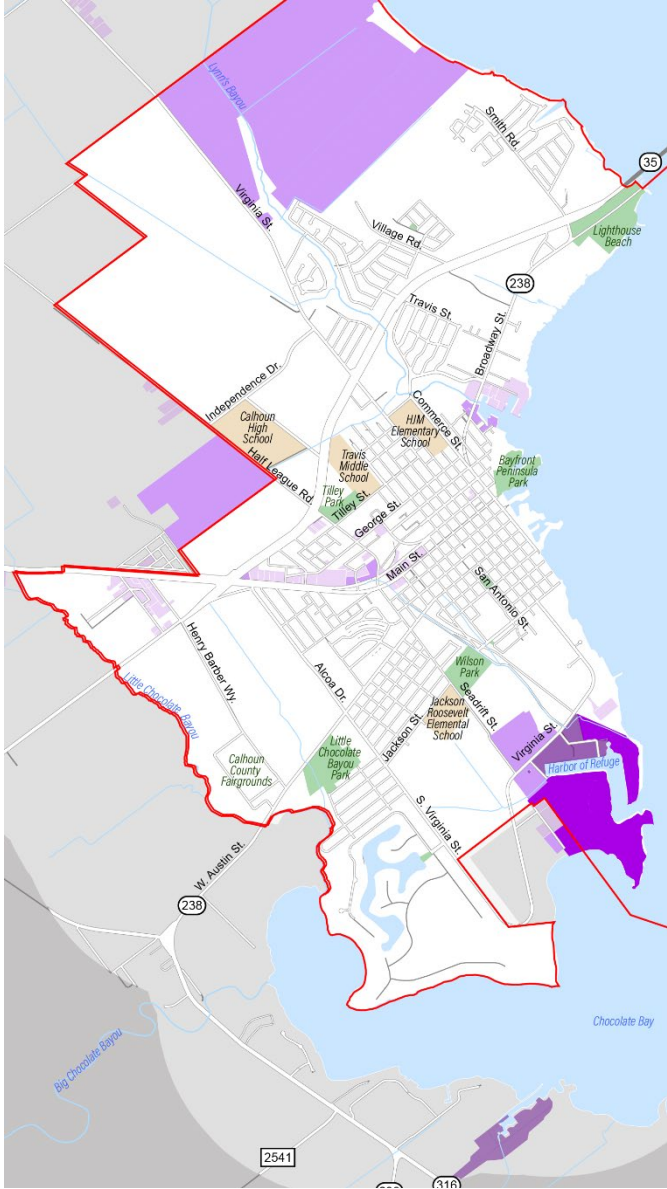 Lynn's Bayou
Smith Rd.
35
Virginia St.
Village Rd.
Lighthouse
Beach
238
Travis St.
Broadway St.
Independence Dr.
Calhoun
High
School
HJM
Elementary
School
Commerce St.
Travis
Middle
School
Half League Rd.
Tilley
Park
Tilley St.
Bayfront
Peninsula
Park
George St.
Main St.
San Antonio St.
Henry Barber Wy.
Alcoa Dr.
Wilson
Park
Little Chocolate Bayou
Jackson
Roosevelt
Elemental
School
Seadrift St.
Jackson St.
Virginia St.
Little
Chocolate
Bayou
Park
Calhoun
County
Fairgrounds
Harbor of Refuge
S. Virginia St.
W. Austin St.
238
Chocolate Bay
Big Chocolate Bayou
2541
316